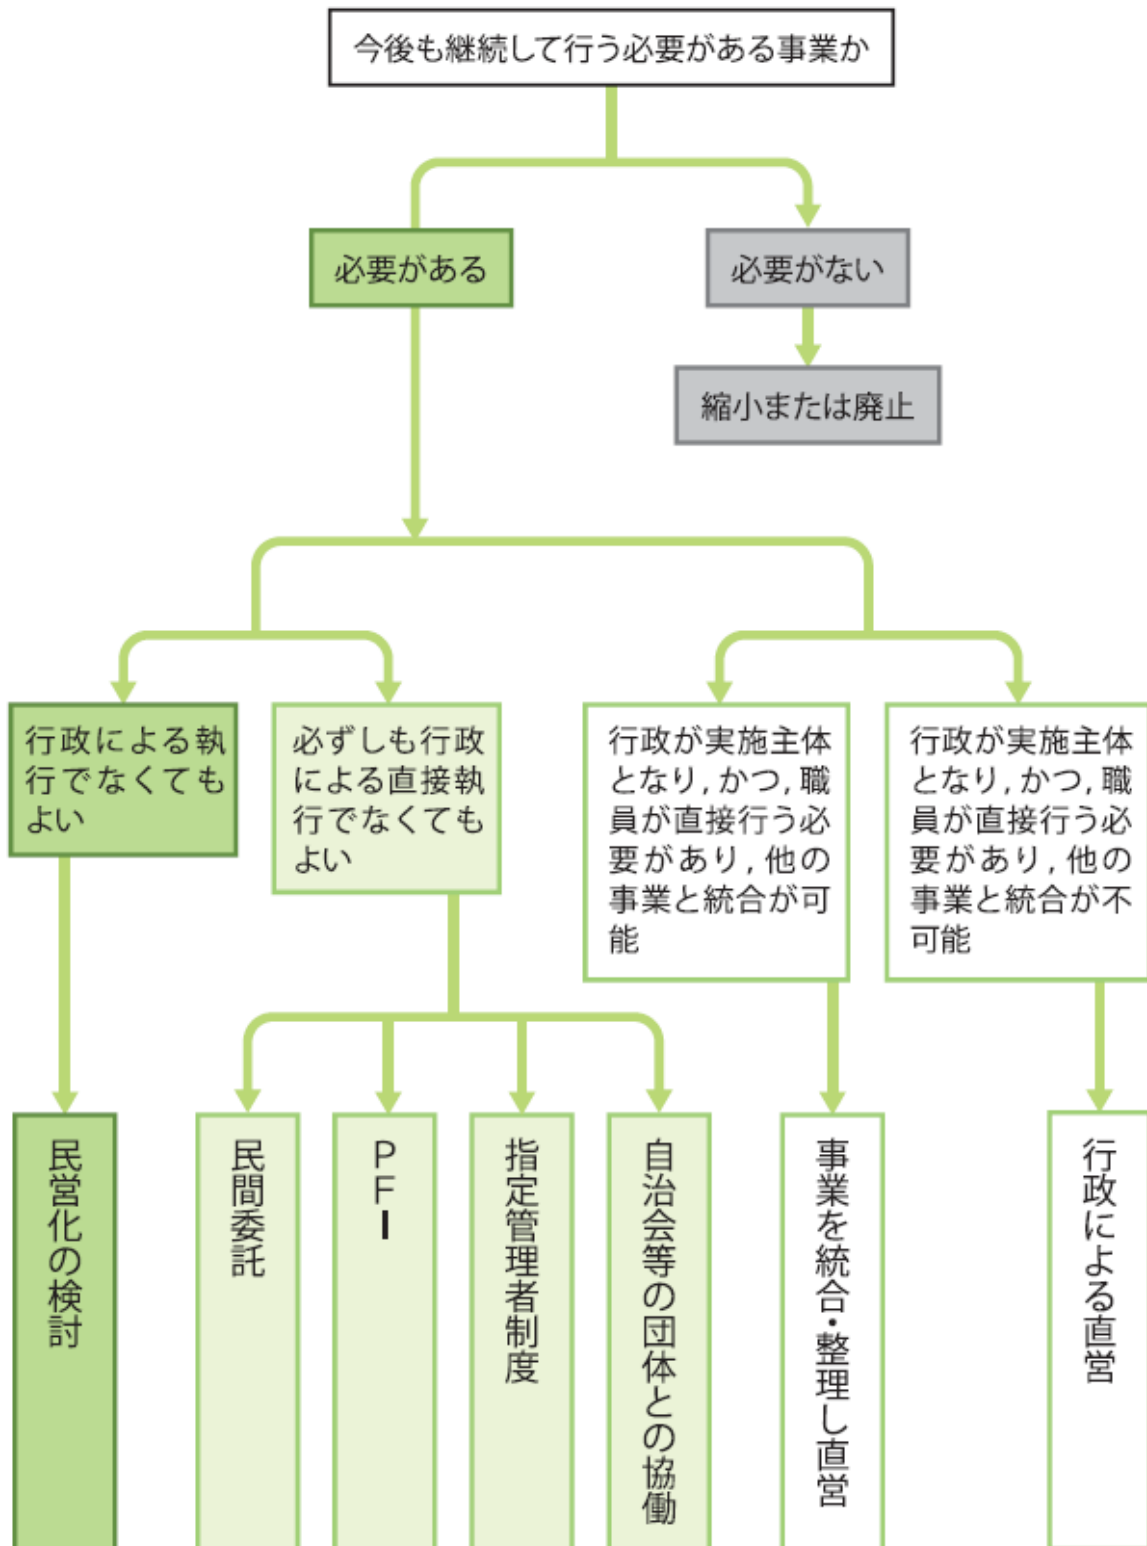 今後も継続して行う必要がある事業か
必要がある
必要がない
縮小または廃止
行政による執
行でなくても
よい
必ずしも行政
による直接執
行でなくても
よい
行政が実施主体
となり,かつ,職
員が直接行う必
要があり,他の
事業と統合が可
能
行政が実施主体
となり,かつ,職
員が直接行う必
要があり,他の
事業と統合が不
可能
民営化の検討
民間委託
PFI
指定管理者制度
自治会等の団体との協働
事業を統合・整理し直営
行政による直営